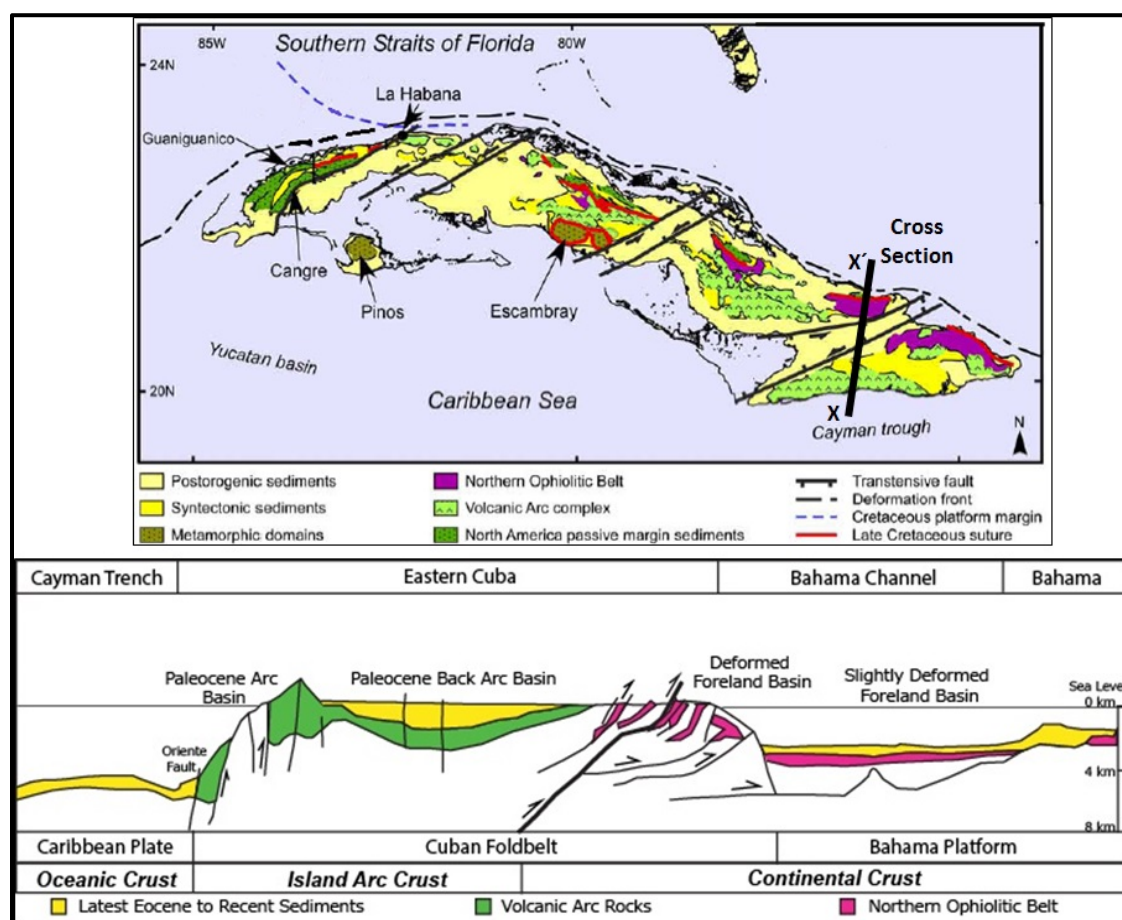 85W
80W
Southern Straits of Florida
24N
La Habana
Guaniguanico
Cross
Section
X´
Cangre
Pinos
Escambray
Yucatan basin
20N
Caribbean Sea
X
Cayman trough
N
Postorogenic sediments
Northern Ophiolitic Belt
Transtensive fault
Deformation front
Syntectonic sediments
Volcanic Arc complex
Cretaceous platform margin
Metamorphic domains
North America passive margin sediments
Late Cretaceous suture
Cayman Trench
Eastern Cuba
Bahama Channel
Bahama
Paleocene Arc
Basin
Paleocene Back Arc Basin
Deformed
Foreland Basin
Slightly Deformed
Foreland Basin
Sea Leve
0 km
Oriente
Fault
4 km
8 km
Caribbean Plate
Cuban Foldbelt
Bahama Platform
Oceanic Crust
Island Arc Crust
Continental Crust
Latest Eocene to Recent Sediments
Volcanic Arc Rocks
Northern Ophiolitic Belt